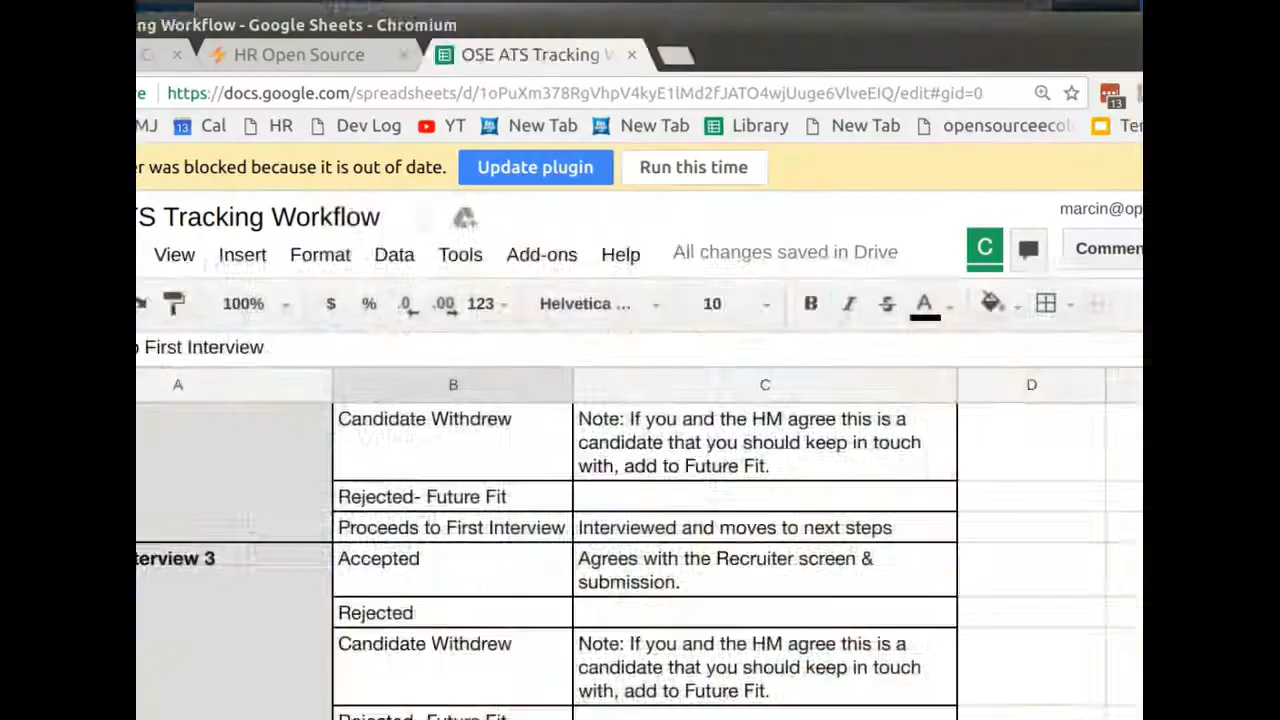 ng Workflow - Google Sheets - Chromium
HR Open Source
OSE ATS Tracking
https://docs.google.com/spreadsheets/d/1oPuXm378RgVhpV4kyE1lMd2fJATO4wjUuge6VlveEIQ/edit#gid=0
13
MJ 13 Cal HR Dev Log YT New Tab New Tab Library New Tab opensourceecol
r was blocked because it is out of date. Update plugin Run this time
S Tracking Workflow
marcin@op
View Insert Format Data Tools Add-ons Help All changes saved in Drive C Commen
100% $ % .0 .00 123 Helvetica ... 10 B I S A
First Interview
A B C D
Candidate Withdrew
Note: If you and the HM agree this is a
candidate that you should keep in touch
with, add to Future Fit.
Rejected- Future Fit
Proceeds to First Interview
Interviewed and moves to next steps
terview 3
Accepted
Agrees with the Recruiter screen &
submission.
Rejected
Candidate Withdrew
Note: If you and the HM agree this is a
candidate that you should keep in touch
with, add to Future Fit.
Rejected- Future Fit